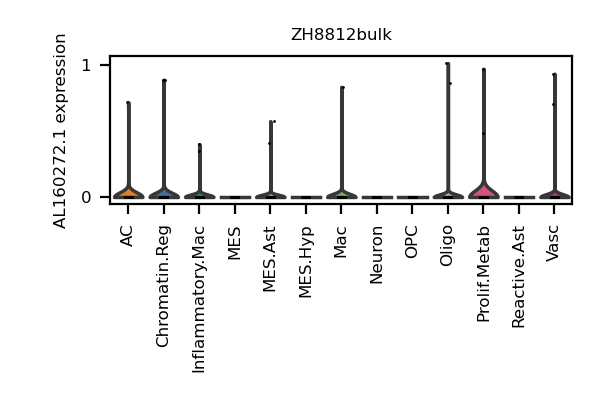 ZH8812bulk
AL160272.1 expression
1
0
AC
Chromatin.Reg
Inflammatory.Mac
MES
MES.Ast
MES.Hyp
Mac
Neuron
OPC
Oligo
Prolif.Metab
Reactive.Ast
Vasc